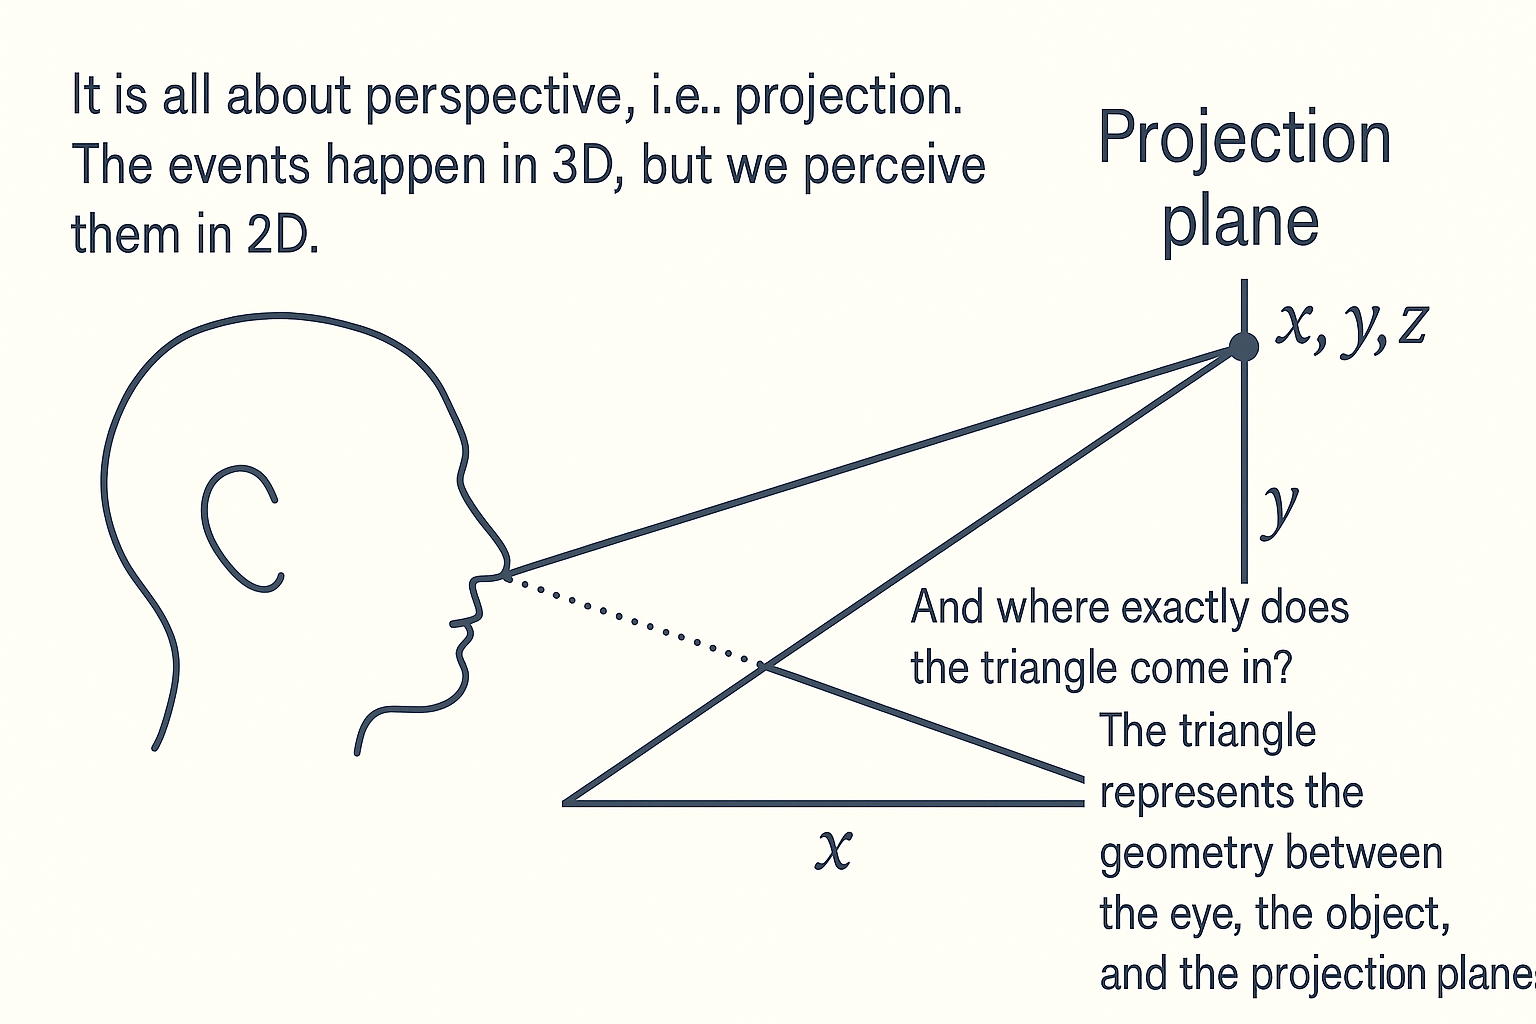 It is all about perspective, i.e.. projection.
The events happen in 3D, but we perceive
them in 2D.
Projection
plane
x, y, z
y
And where exactly does
the triangle come in?
The triangle
represents the
geometry between
the eye, the object,
and the projection planes
x